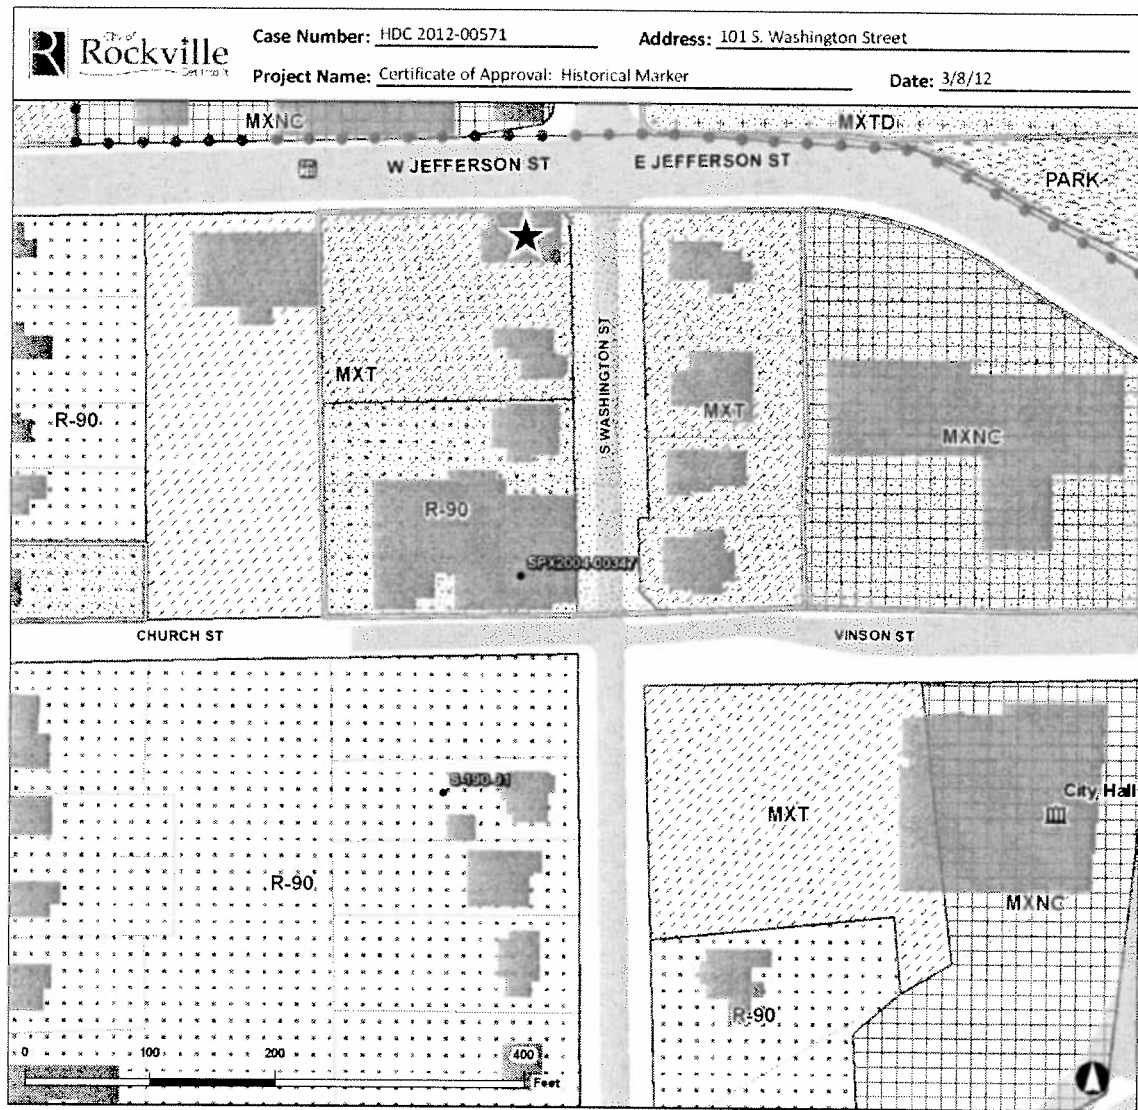 City of
Rockville
Get Into It
Case Number: HDC 2012-00571
Address: 101 S. Washington Street
Project Name: Certificate of Approval: Historical Marker
Date: 3/8/12
MXNC
MXTD
W JEFFERSON ST
E JEFFERSON ST
PARK
S WASHINGTON ST
MXT
R-90
MXT
MXNC
R-90
SPX2004-00347
CHURCH ST
VINSON ST
S-190-91
City Hall
MXT
R-90
MXNC
R-90
0 100 200 400
Feet